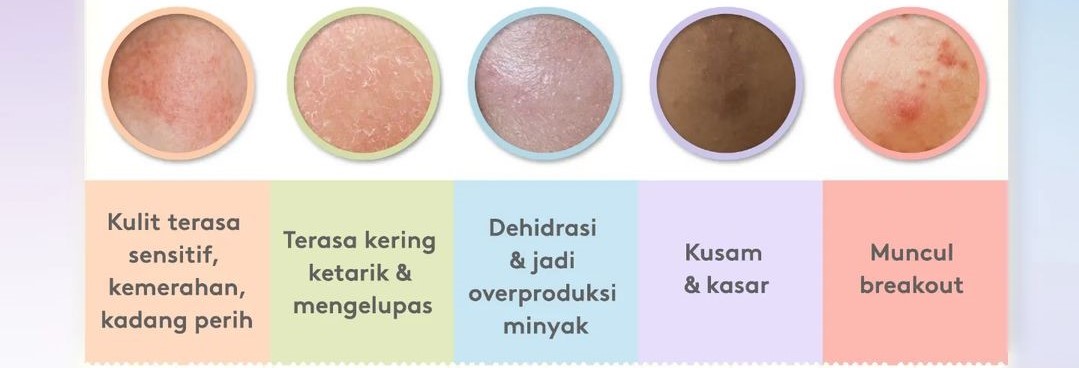 Kulit terasa
sensitif,
kemerahan,
kadang perih
Terasa kering
ketarik &
mengelupas
Dehidrasi
& jadi
overproduksi
minyak
Kusam
& kasar
Muncul
breakout